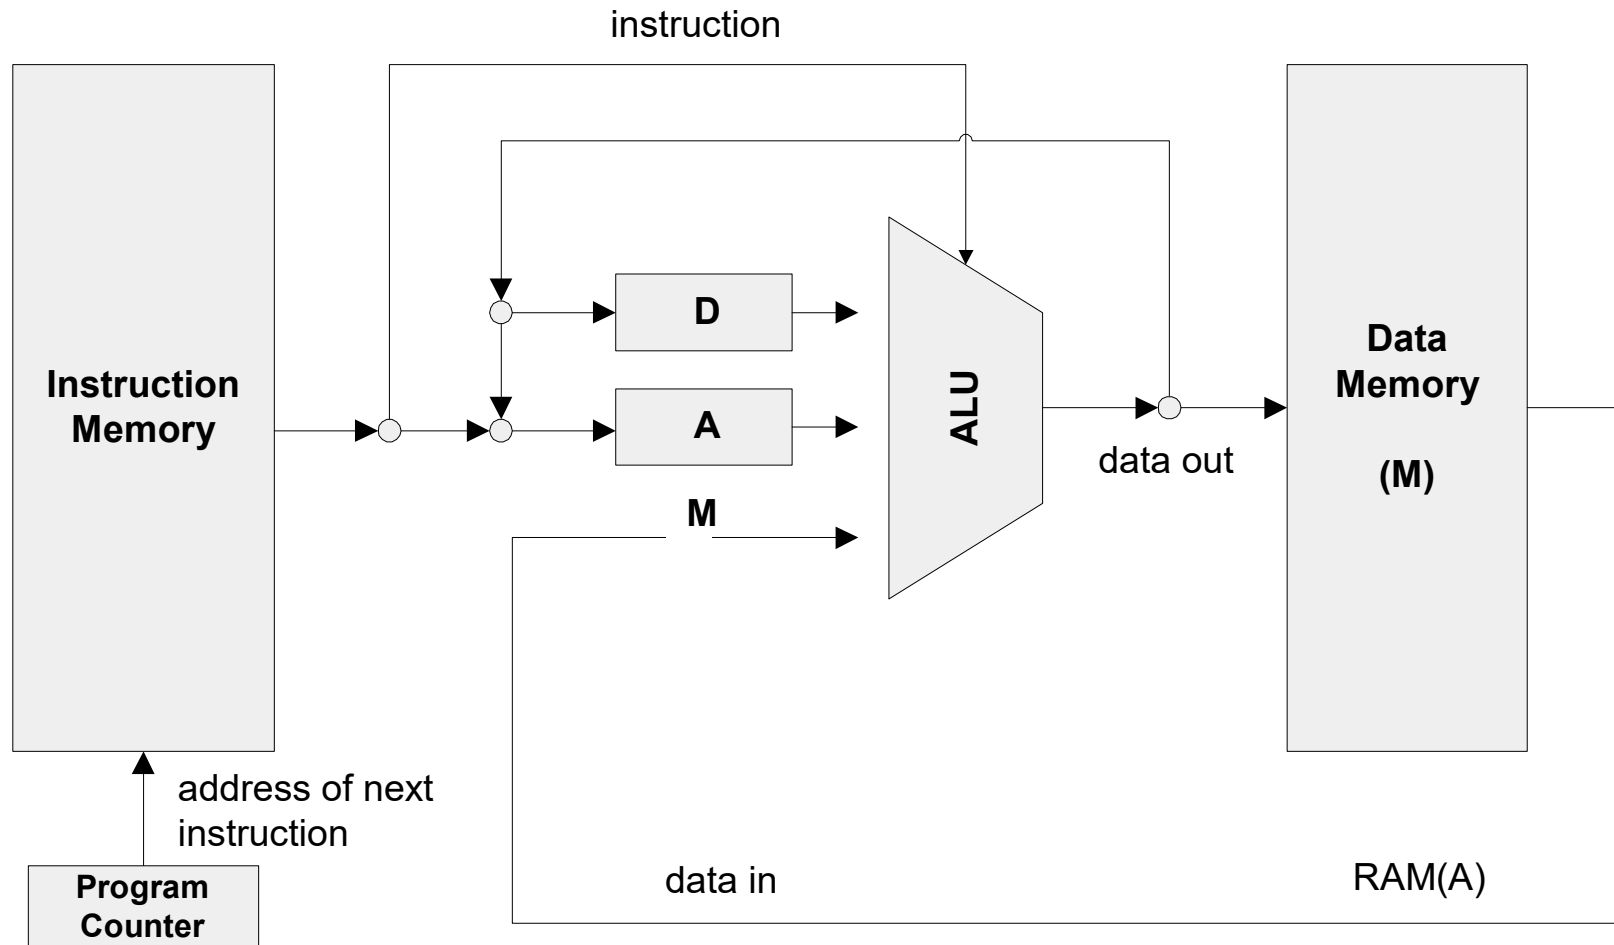 instruction
Instruction
Memory
D
A
M
ALU
data out
Data
Memory
(M)
address of next
instruction
Program
Counter
data in
RAM(A)